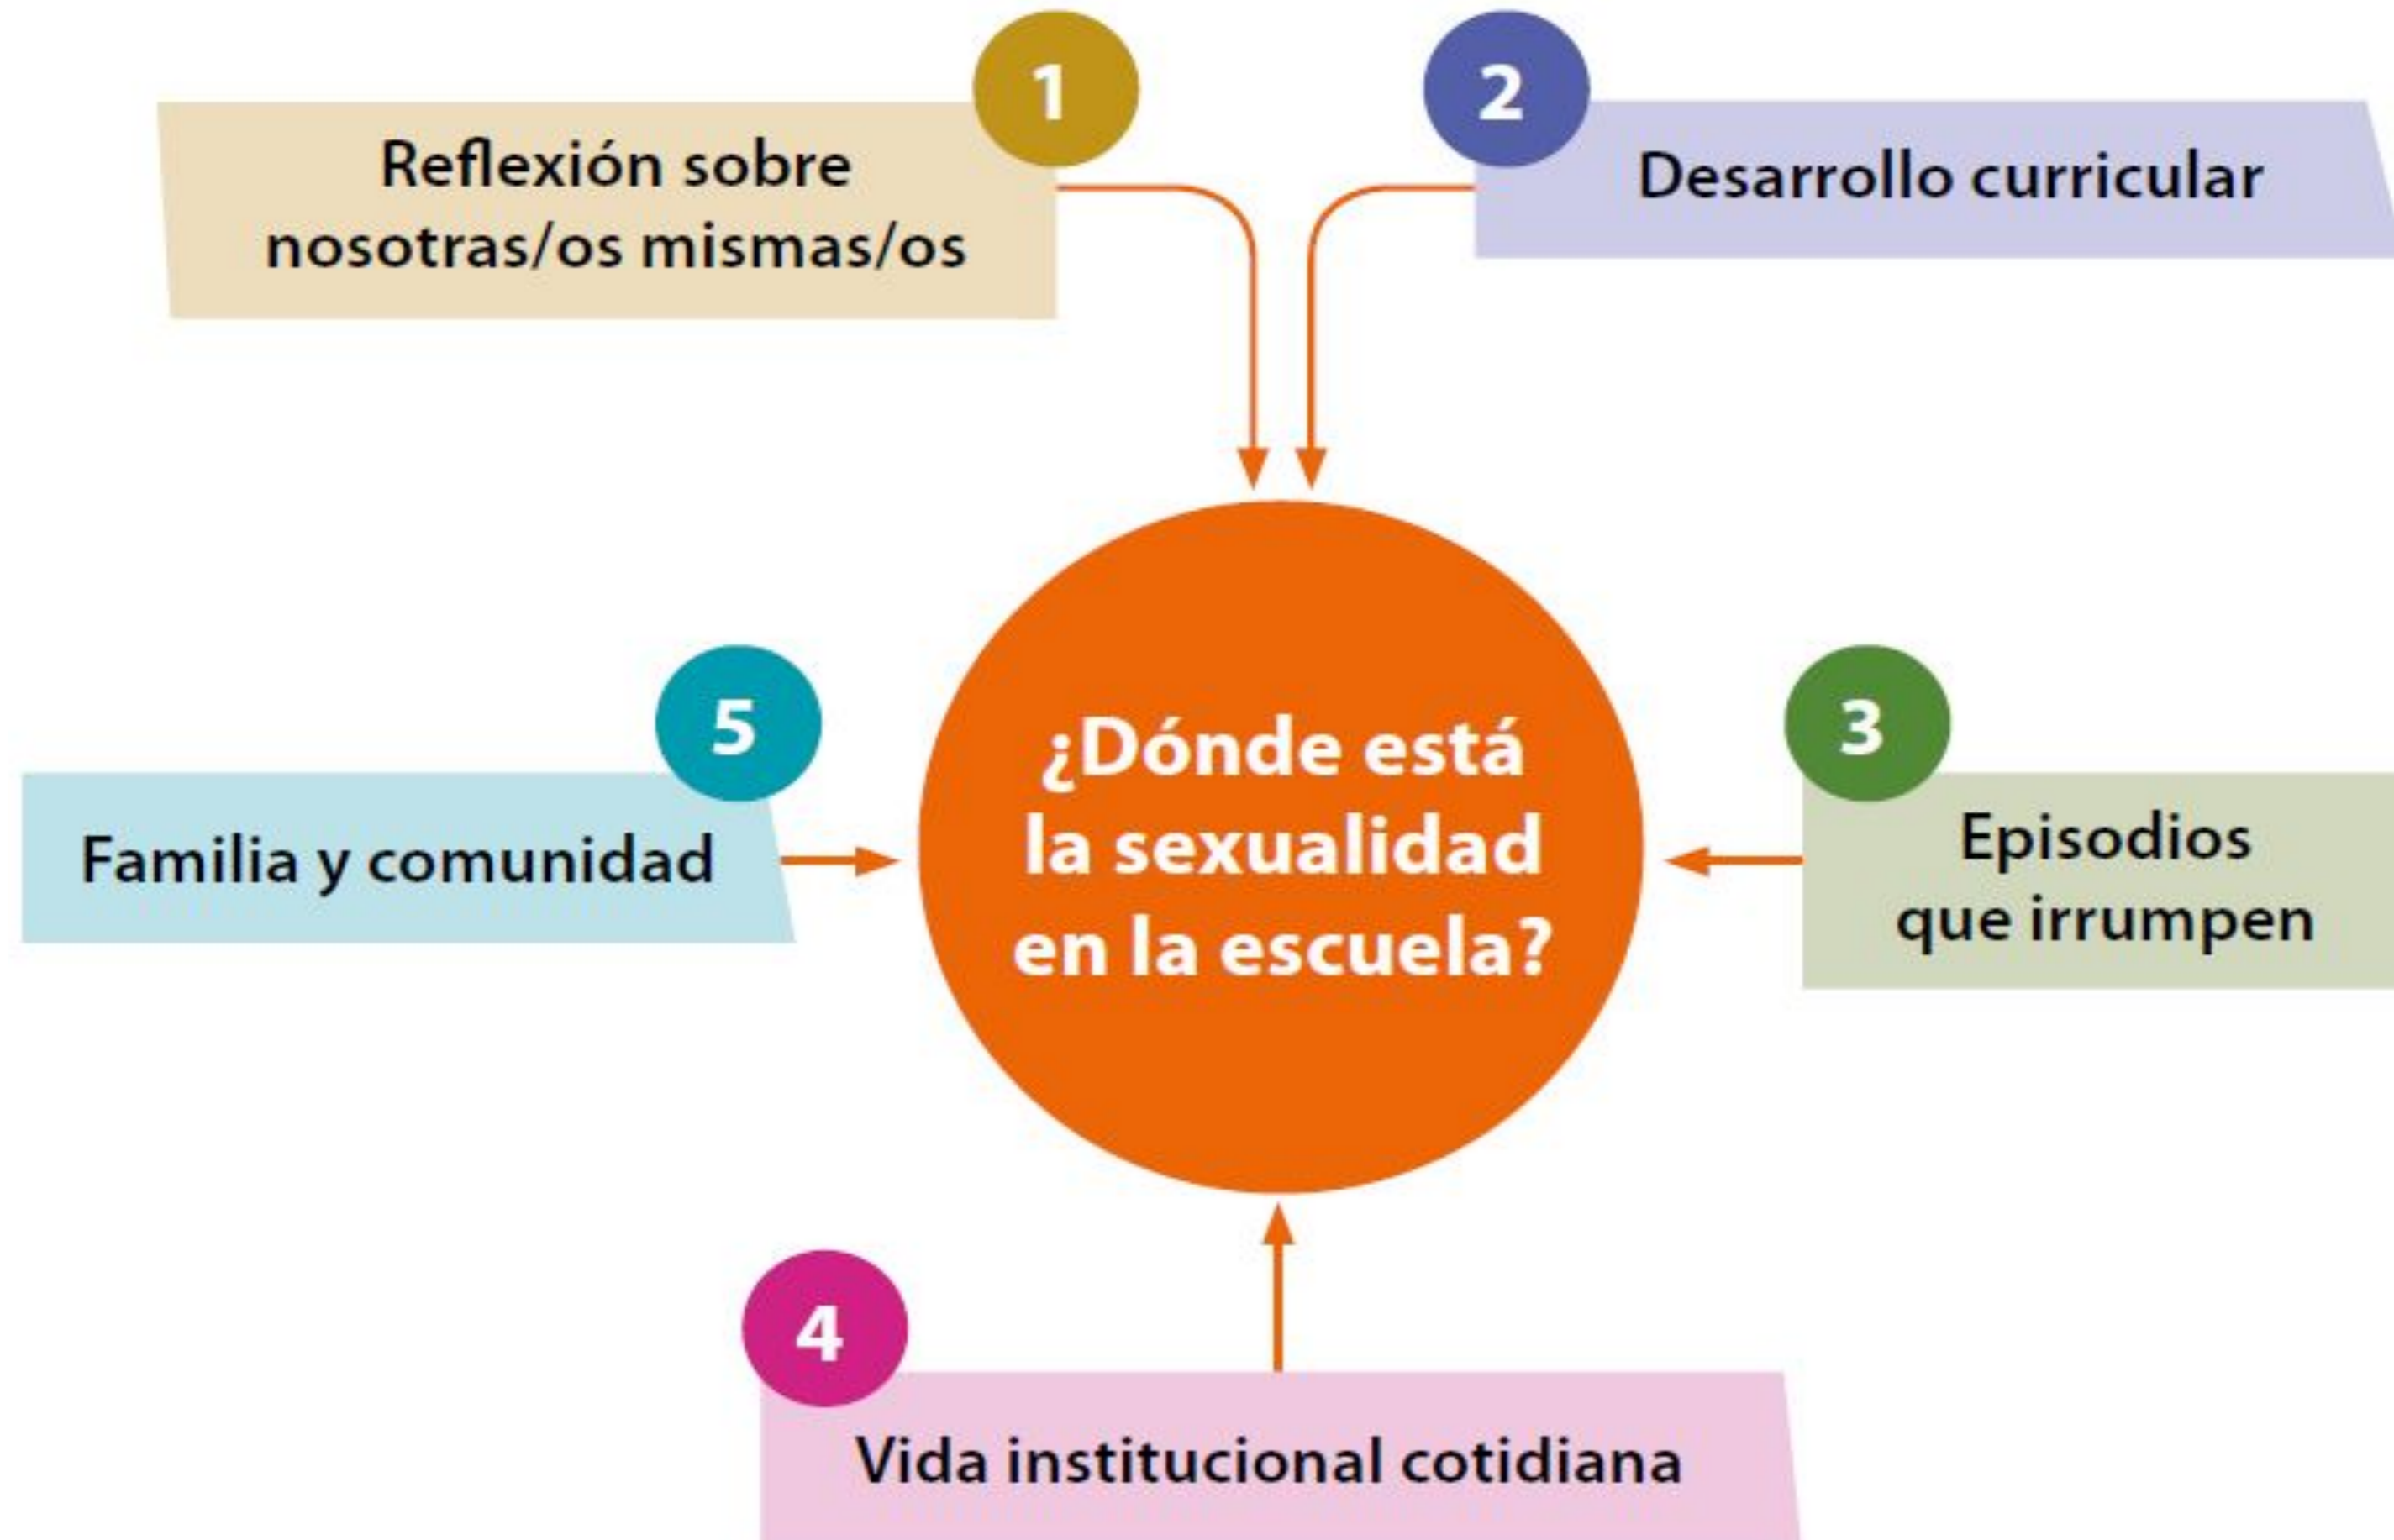 1
Reflexión sobre
nosotras/os mismas/os
2
Desarrollo curricular
¿Dónde está
la sexualidad
en la escuela?
3
Episodios
que irrumpen
4
Vida institucional cotidiana
5
Familia y comunidad